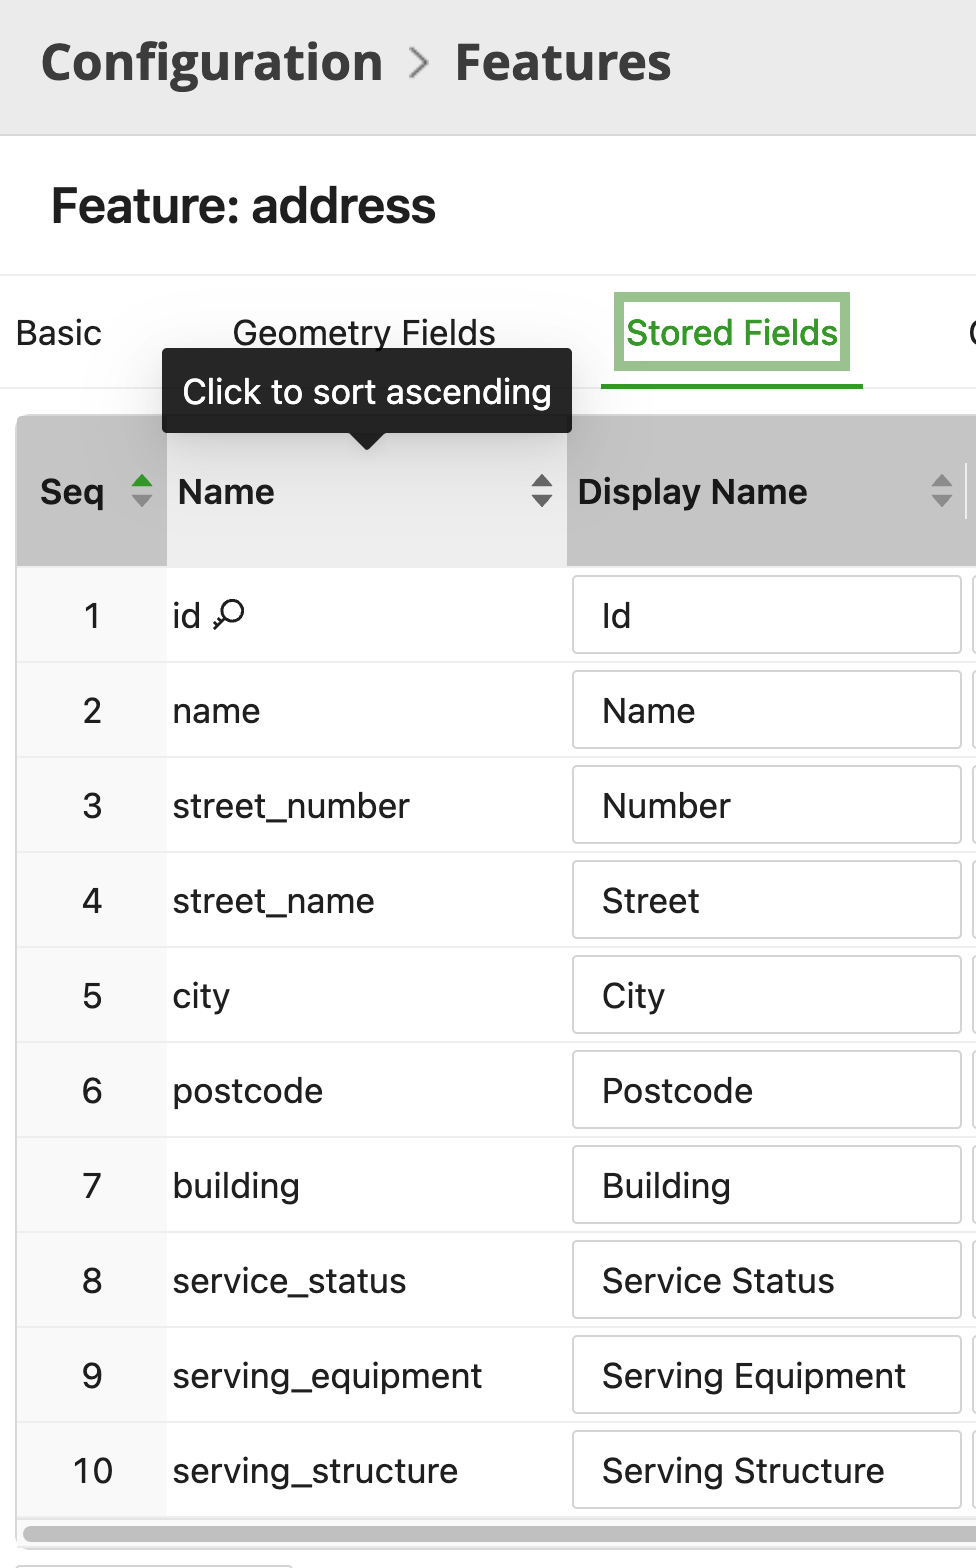 Configuration > Features
Feature: address
Basic Geometry Fields Stored Fields
Click to sort ascending
Seq Name Display Name
1 id Id
2 name Name
3 street_number Number
4 street_name Street
5 city City
6 postcode Postcode
7 building Building
8 service_status Service Status
9 serving_equipment Serving Equipment
10 serving_structure Serving Structure